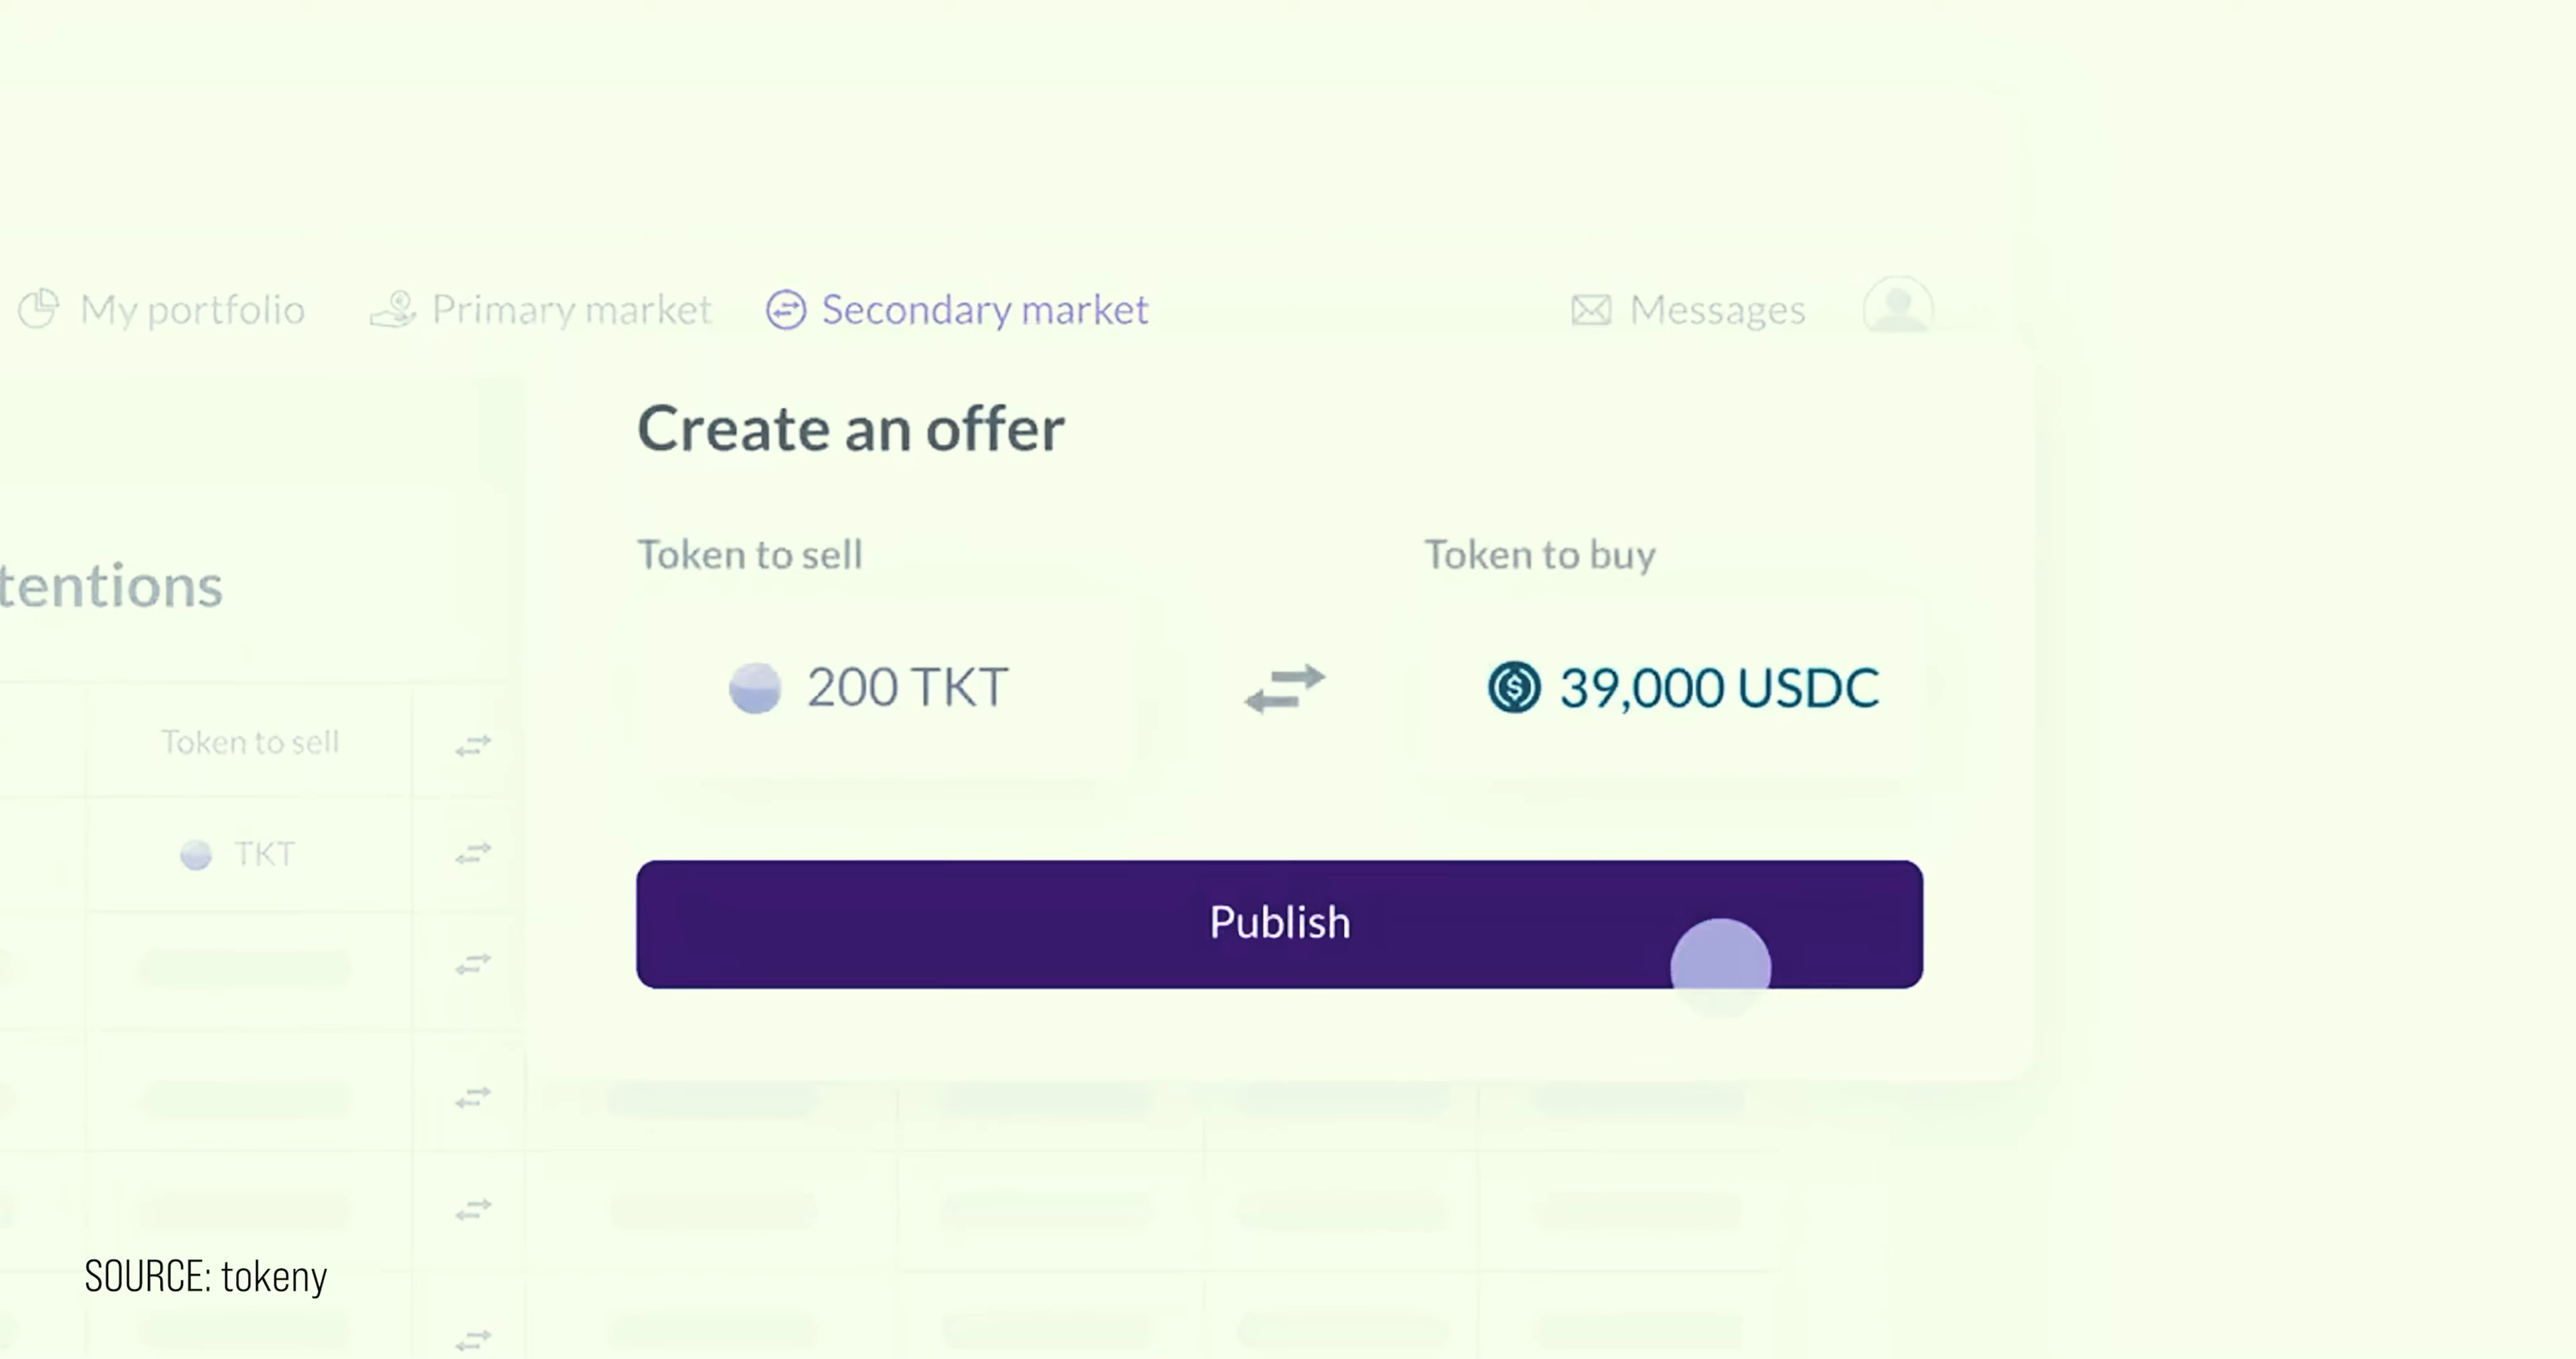 My portfolio
Primary market
Secondary market
Messages
Create an offer
Token to sell
Token to buy
tentions
200 TKT
39,000 USDC
Token to sell
TKT
Publish
SOURCE: tokeny